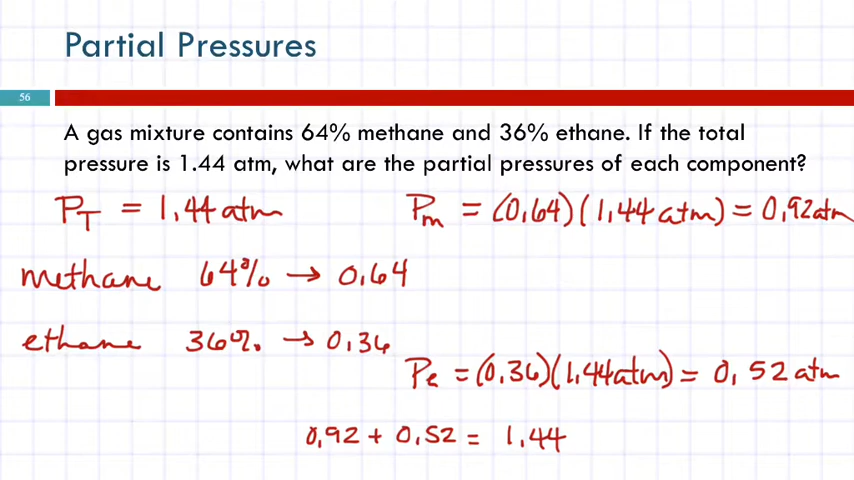 Partial Pressures
56
A gas mixture contains 64% methane and 36% ethane. If the total
pressure is 1.44 atm, what are the partial pressures of each component?
P_T = 1.44 atm
P_m = (0.64)(1.44 atm) = 0.92 atm
methane 64% → 0.64
ethane 36% → 0.36
P_e = (0.36)(1.44 atm) = 0.52 atm
0.92 + 0.52 = 1.44